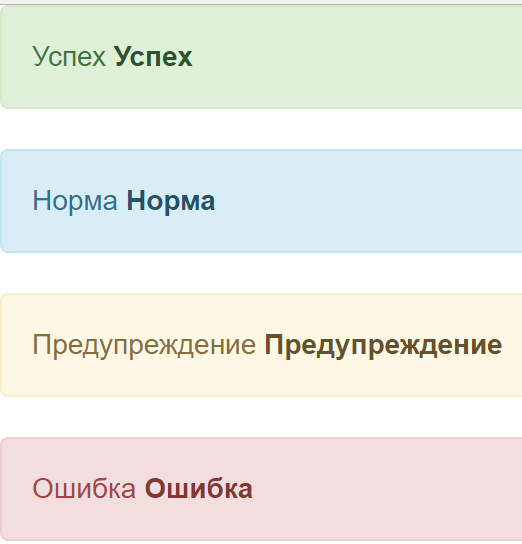 Успех Успех
Норма Норма
Предупреждение Предупреждение
Ошибка Ошибка